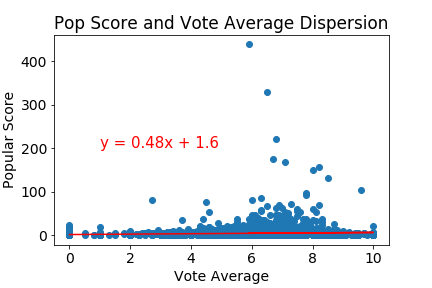 Pop Score and Vote Average Dispersion
Popular Score
400
300
200
100
0
y = 0.48x + 1.6
0 2 4 6 8 10
Vote Average